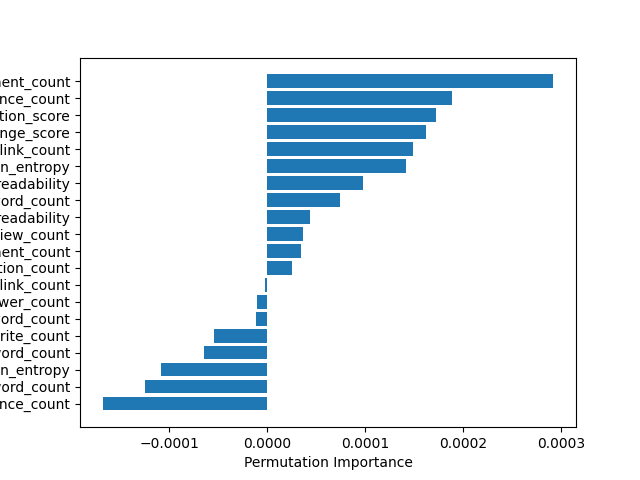 ent_count
nce_count
tion_score
nge_score
link_count
n_entropy
readability
ord_count
readability
iew_count
ent_count
tion_count
link_count
wer_count
ord_count
rite_count
ord_count
n_entropy
ord_count
nce_count
−0.0001 0.0000 0.0001 0.0002 0.0003
Permutation Importance